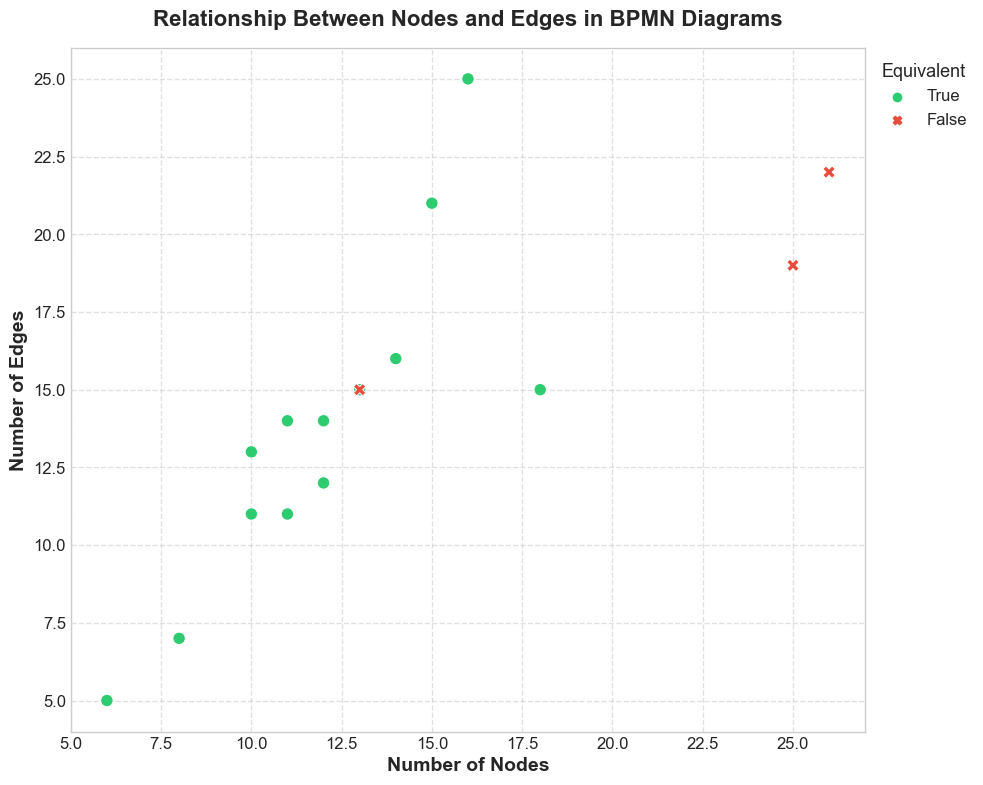 Relationship Between Nodes and Edges in BPMN Diagrams
Equivalent
True
False
Number of Edges
25.0
22.5
20.0
17.5
15.0
12.5
10.0
7.5
5.0
5.0 7.5 10.0 12.5 15.0 17.5 20.0 22.5 25.0
Number of Nodes